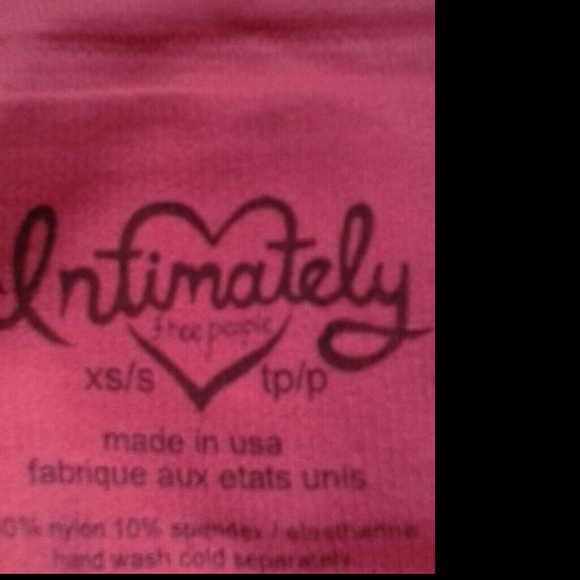 Intimately
free people
xs/s tp/p
made in usa
fabrique aux etats unis
0% nylon 10% spandex / elasthanne
hand wash cold separately